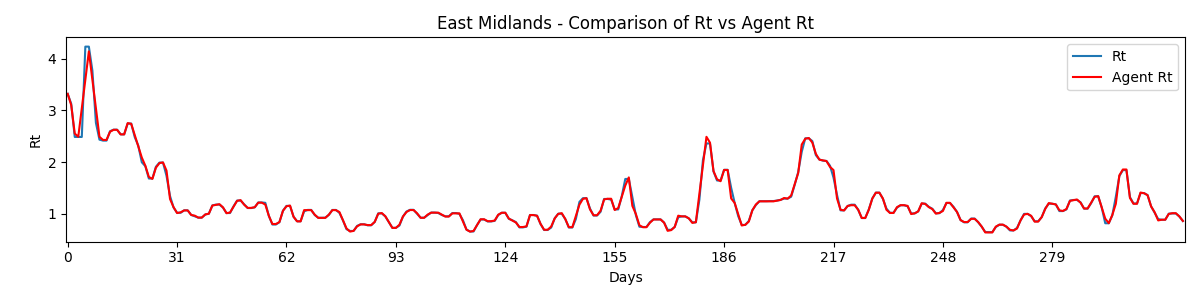 East Midlands - Comparison of Rt vs Agent Rt
Rt
Agent Rt
Rt
4
3
2
1
0 31 62 93 124 155 186 217 248 279
Days